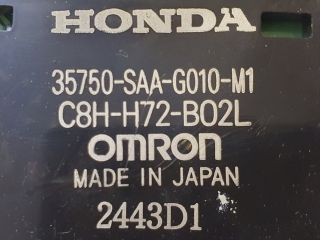 HONDA
35750-SAA-G010-M1
C8H-H72-B02L
OMRON
MADE IN JAPAN
2443D1